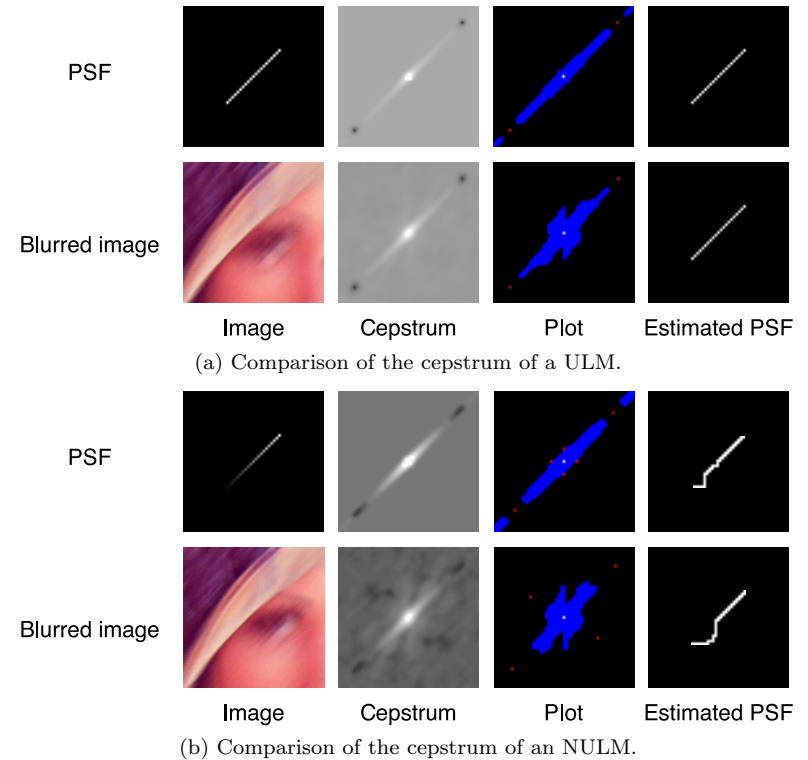 PSF
Blurred image
Image Cepstrum Plot Estimated PSF
(a) Comparison of the cepstrum of a ULM.
PSF
Blurred image
Image Cepstrum Plot Estimated PSF
(b) Comparison of the cepstrum of an NULM.